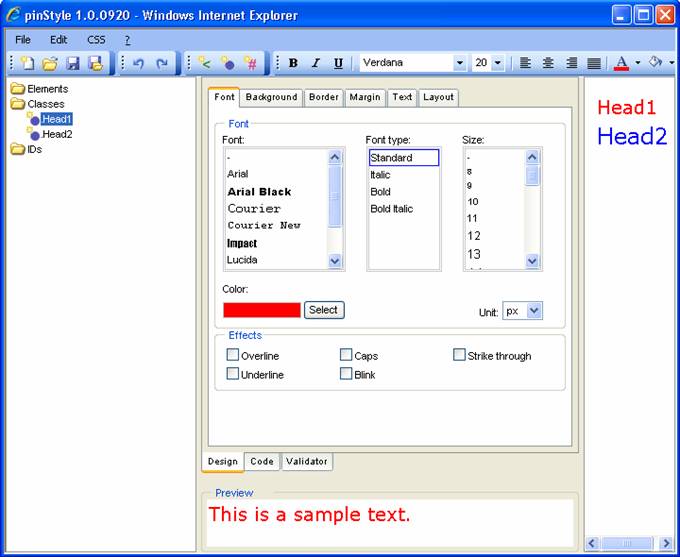 pinStyle 1.0.0920 - Windows Internet Explorer
File Edit CSS ?
B I U Verdana 20 A
Elements
Classes
.Head1
.Head2
IDs
Font Background Border Margin Text Layout
Font
Font: Font type: Size:
- Standard -
Arial Italic 8
Arial Black Bold 9
Courier Bold Italic 10
Courier New 11
Impact 12
Lucida 13
Color:
Select Unit: px
Effects
Overline Caps Strike through
Underline Blink
Design Code Validator
Preview
This is a sample text.
Head1
Head2